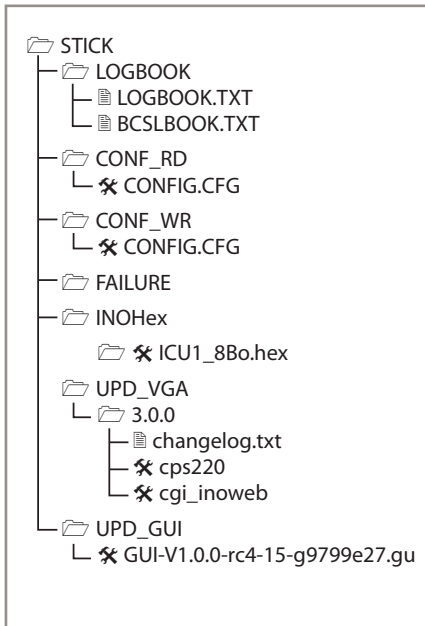 STICK
LOGBOOK
LOGBOOK.TXT
BCSLBOOK.TXT
CONF_RD
CONFIG.CFG
CONF_WR
CONFIG.CFG
FAILURE
INOHex
ICU1_8Bo.hex
UPD_VGA
3.0.0
changelog.txt
cps220
cgi_inoweb
UPD_GUI
GUI-V1.0.0-rc4-15-g9799e27.gu